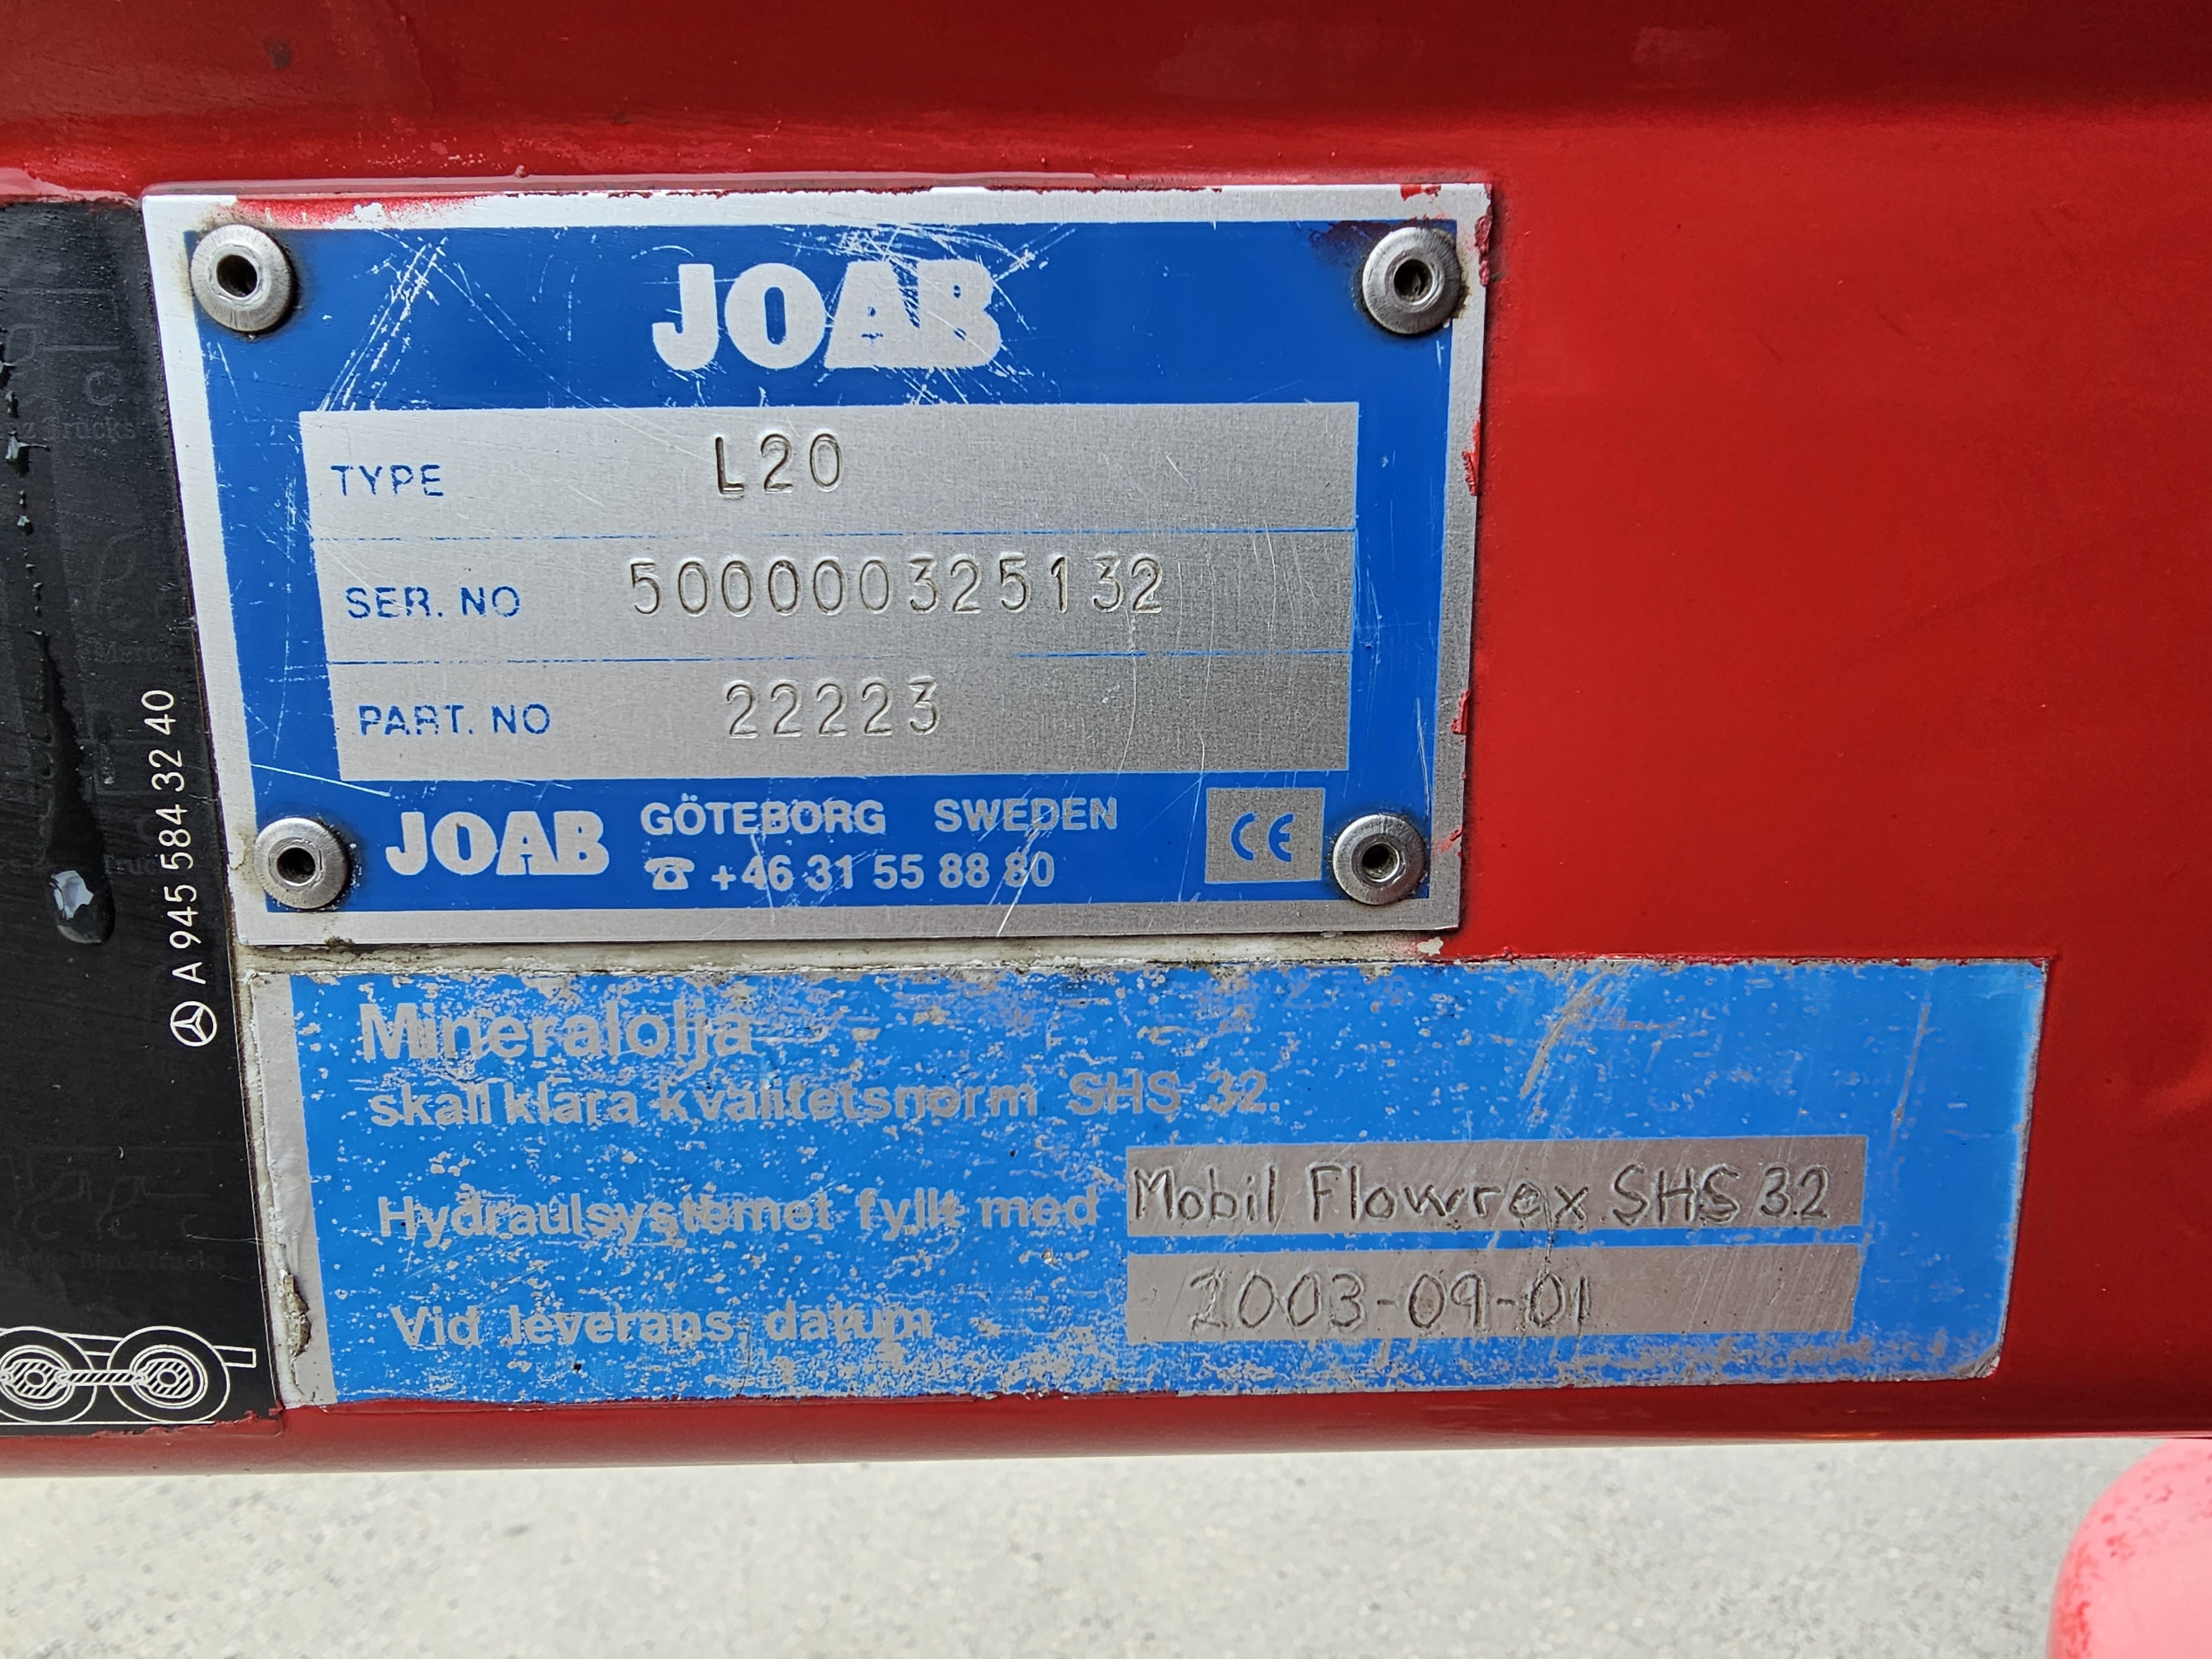 JOAB
TYPE L20
SER. NO 500000325132
PART. NO 22223
JOAB GÖTEBORG SWEDEN
☎ +46 31 55 88 80
CE
A 945 584 32 40
Mineralolja
skall klara kvalitetsnorm SHS 32.
Hydraulsystemet fyllt med Mobil Flowrex SHS 32
Vid leverans, datum 2003-09-01